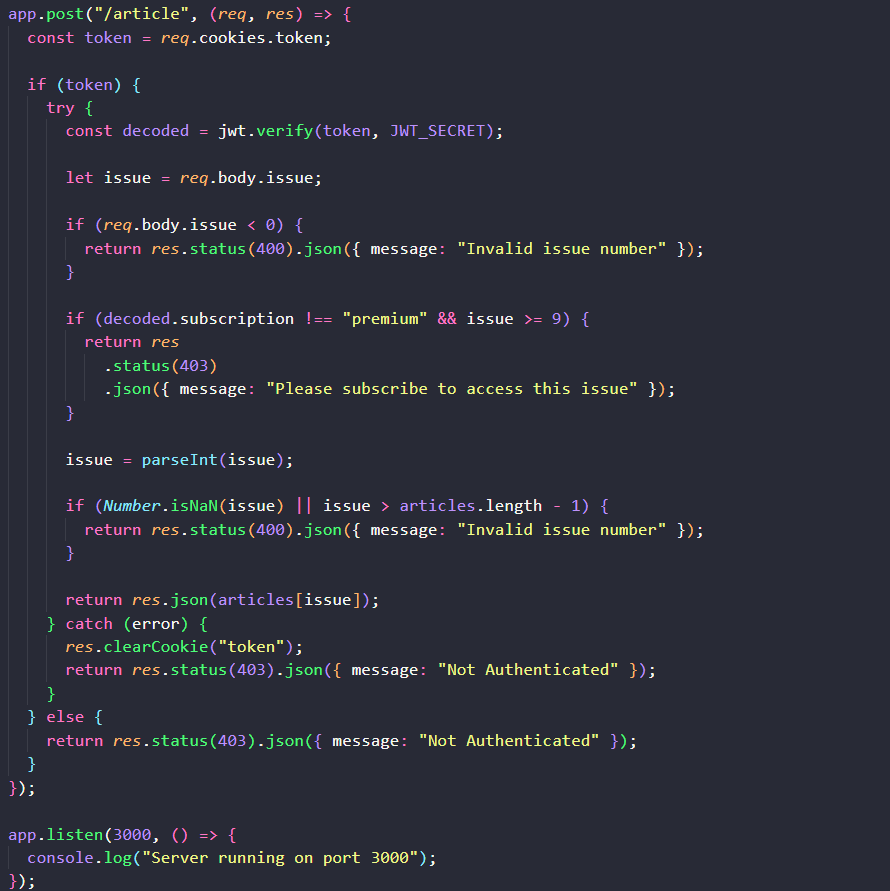 app.post("/article", (req, res) => {
  const token = req.cookies.token;

  if (token) {
    try {
      const decoded = jwt.verify(token, JWT_SECRET);

      let issue = req.body.issue;

      if (req.body.issue < 0) {
        return res.status(400).json({ message: "Invalid issue number" });
      }

      if (decoded.subscription !== "premium" && issue >= 9) {
        return res
          .status(403)
          .json({ message: "Please subscribe to access this issue" });
      }

      issue = parseInt(issue);

      if (Number.isNaN(issue) || issue > articles.length - 1) {
        return res.status(400).json({ message: "Invalid issue number" });
      }

      return res.json(articles[issue]);
    } catch (error) {
      res.clearCookie("token");
      return res.status(403).json({ message: "Not Authenticated" });
    }
  } else {
    return res.status(403).json({ message: "Not Authenticated" });
  }
});

app.listen(3000, () => {
  console.log("Server running on port 3000");
});